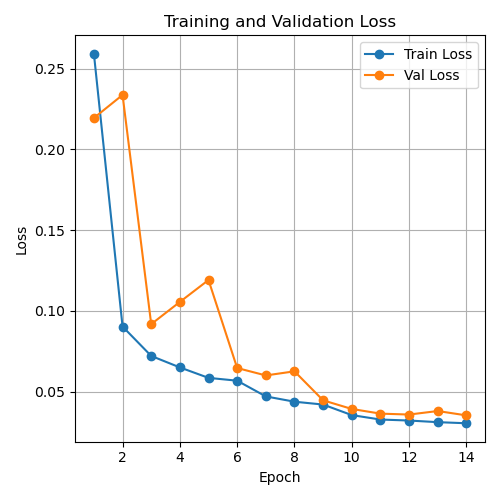 Training and Validation Loss
Train Loss
Val Loss
0.25
0.20
0.15
0.10
0.05
Loss
2 4 6 8 10 12 14
Epoch